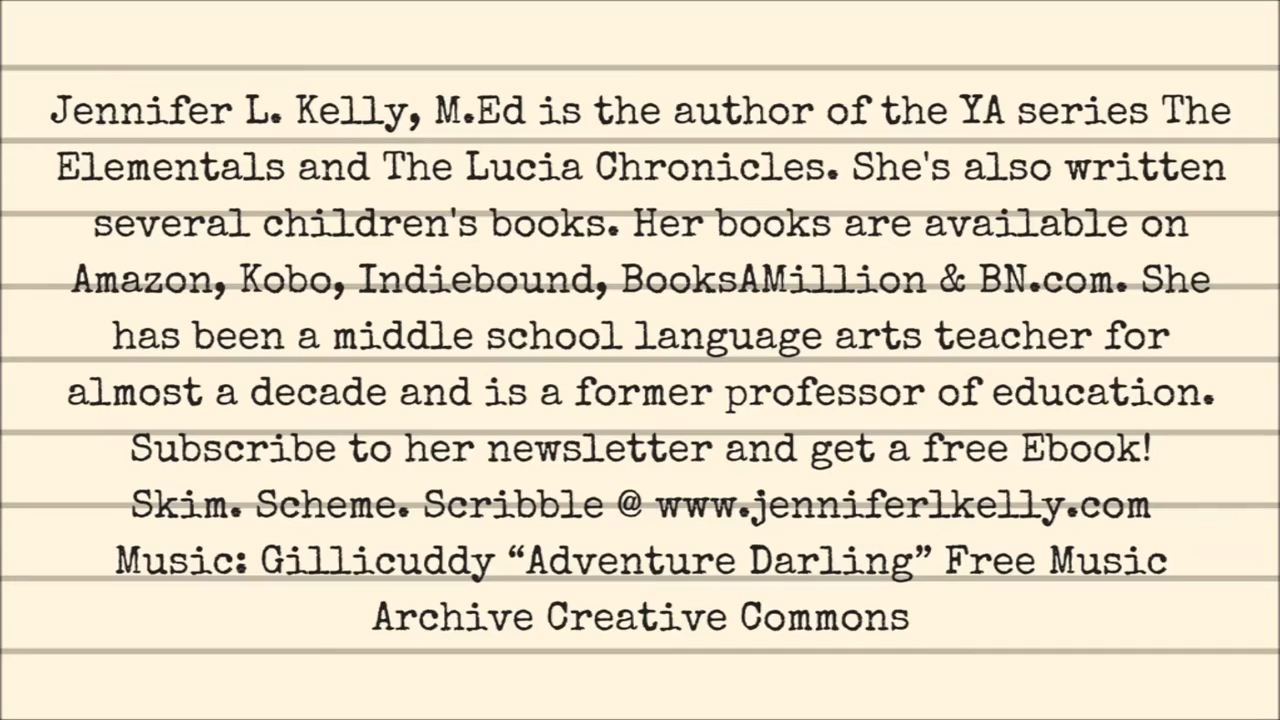 Jennifer L. Kelly, M.Ed is the author of the YA series The
Elementals and The Lucia Chronicles. She's also written
several children's books. Her books are available on
Amazon, Kobo, Indiebound, BooksAMillion & BN.com. She
has been a middle school language arts teacher for
almost a decade and is a former professor of education.
Subscribe to her newsletter and get a free Ebook!
Skim. Scheme. Scribble @ www.jenniferlkelly.com
Music: Gillicuddy “Adventure Darling” Free Music
Archive Creative Commons